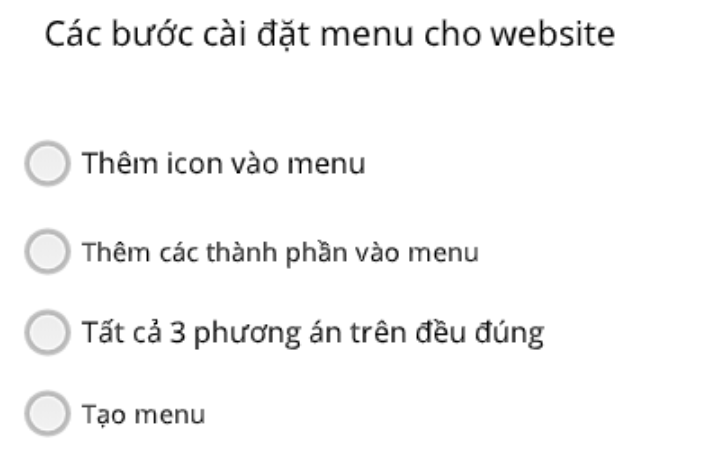 Các bước cài đặt menu cho website
Thêm icon vào menu
Thêm các thành phần vào menu
Tất cả 3 phương án trên đều đúng
Tạo menu